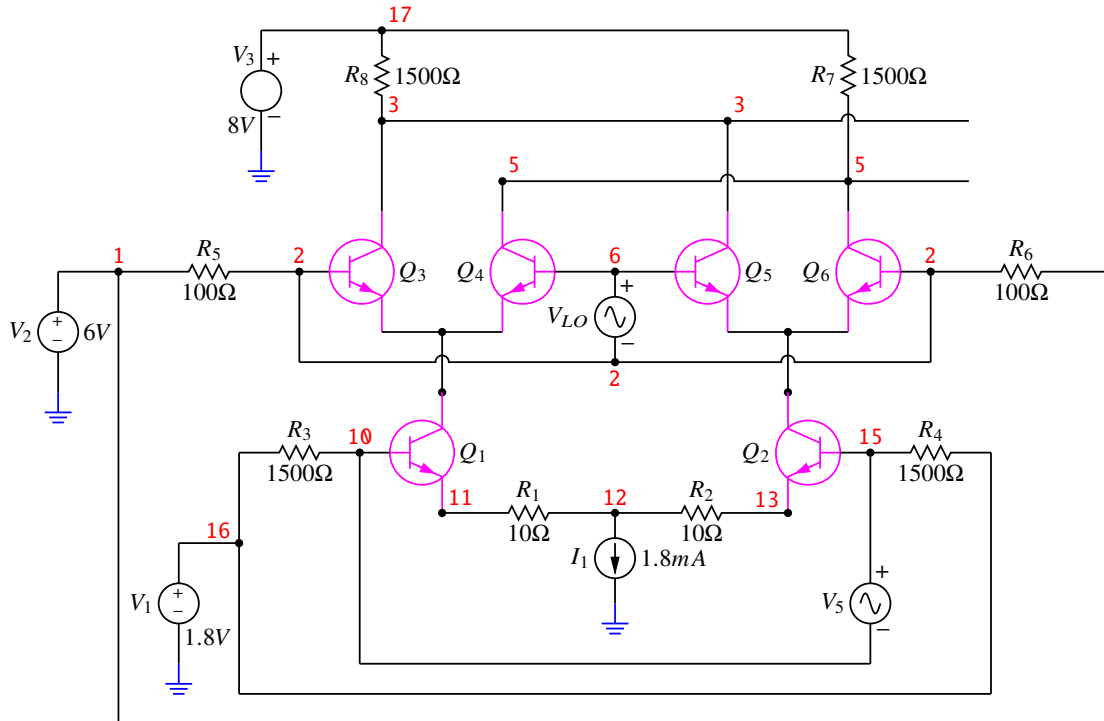 17
V3 + R8 1500Ω R7 1500Ω
8V − 3 3
5 5
1 R5 2 Q3 Q4 6 Q5 Q6 2 R6
100Ω + 100Ω
V2 + − 6V VLO −
2
R3 10 Q1 Q2 15 R4
1500Ω 1500Ω
11 R1 12 R2 13
16 10Ω 10Ω
I1 1.8mA
V1 + − V5 + −
1.8V